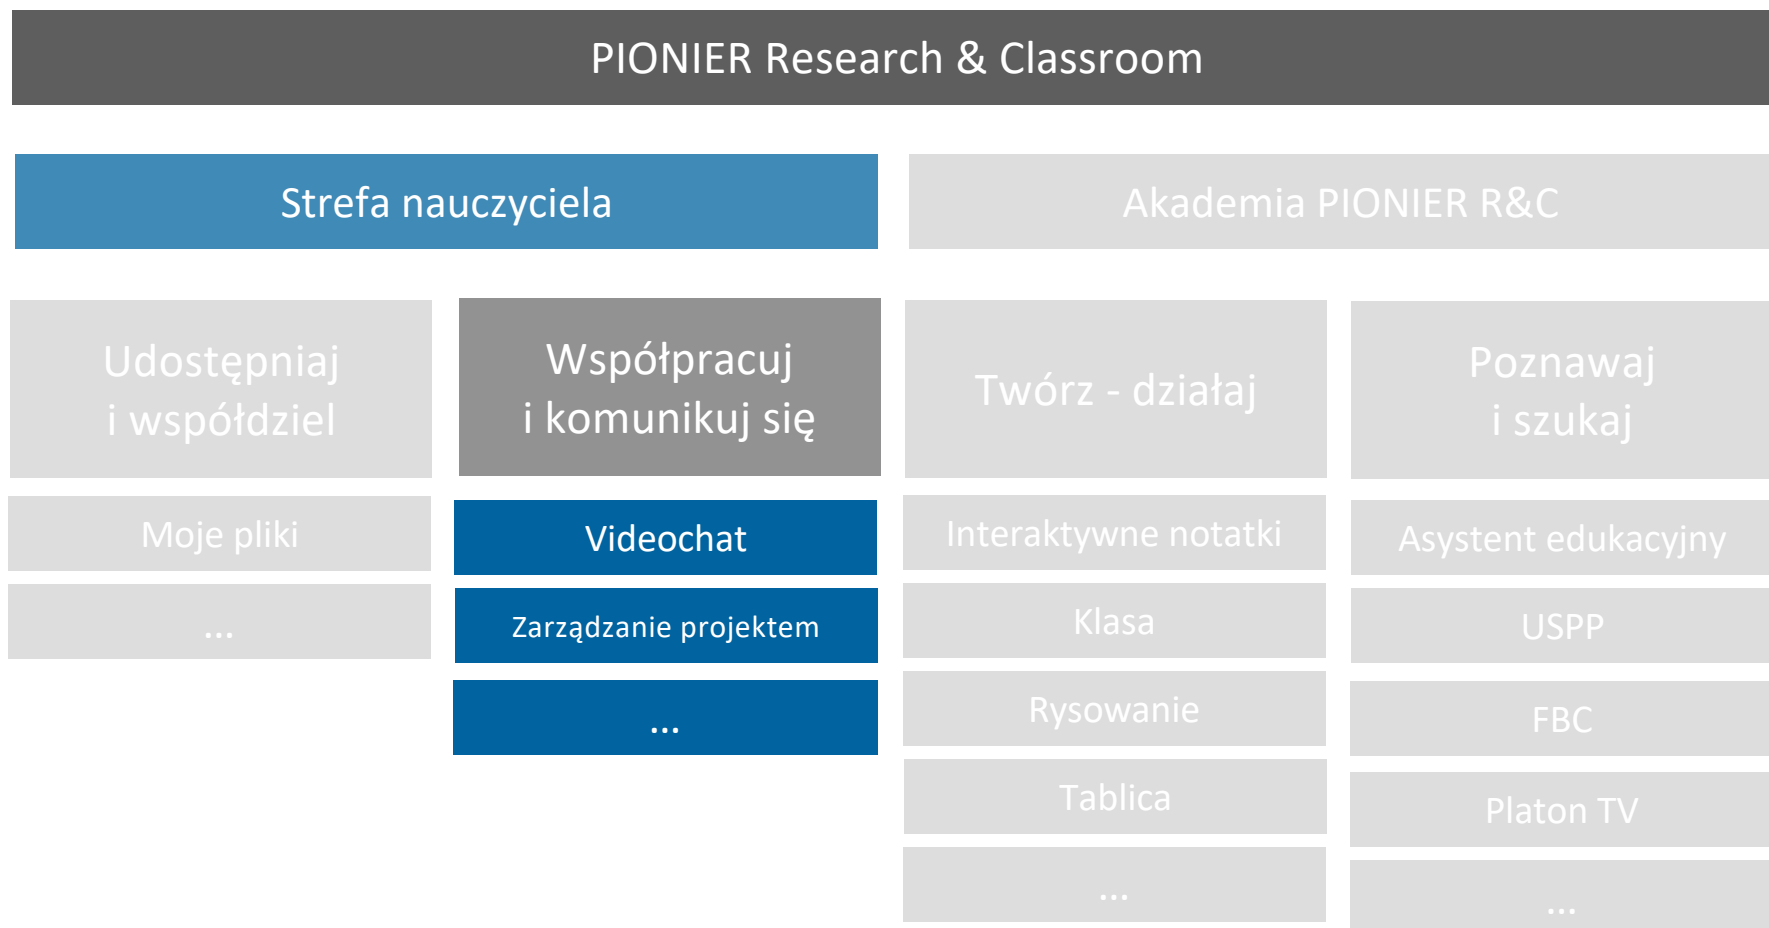 PIONIER Research & Classroom
Strefa nauczyciela
Akademia PIONIER R&C
Udostępniaj
i współdziel
Współpracuj
i komunikuj się
Twórz - działaj
Poznawaj
i szukaj
Moje pliki
...
Videochat
Zarządzanie projektem
...
Interaktywne notatki
Klasa
Rysowanie
Tablica
...
Asystent edukacyjny
USPP
FBC
Platon TV
...